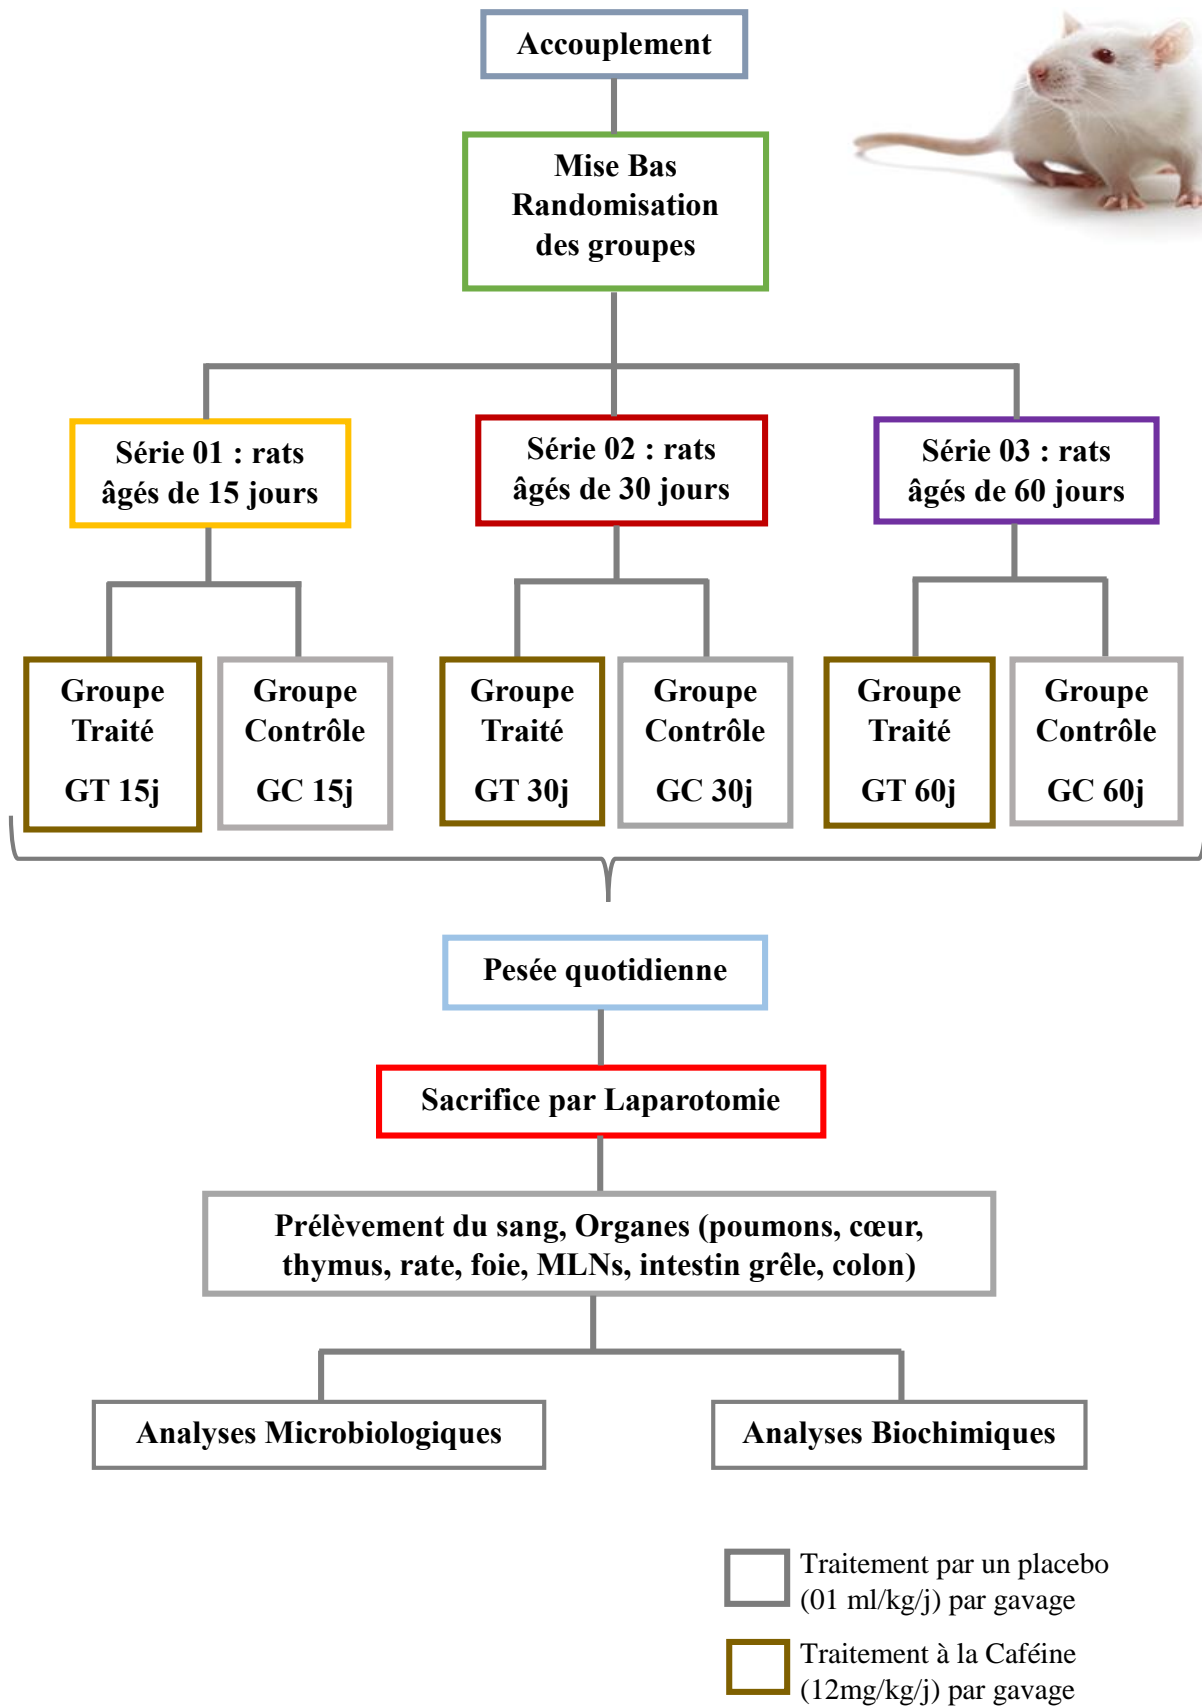 Accouplement
Mise Bas
Randomisation
des groupes
Série 01 : rats
âgés de 15 jours
Série 02 : rats
âgés de 30 jours
Série 03 : rats
âgés de 60 jours
Groupe
Traité
GT 15j
Groupe
Contrôle
GC 15j
Groupe
Traité
GT 30j
Groupe
Contrôle
GC 30j
Groupe
Traité
GT 60j
Groupe
Contrôle
GC 60j
Pesée quotidienne
Sacrifice par Laparotomie
Prélèvement du sang, Organes (poumons, cœur,
thymus, rate, foie, MLNs, intestin grêle, colon)
Analyses Microbiologiques
Analyses Biochimiques
Traitement par un placebo
(01 ml/kg/j) par gavage
Traitement à la Caféine
(12mg/kg/j) par gavage